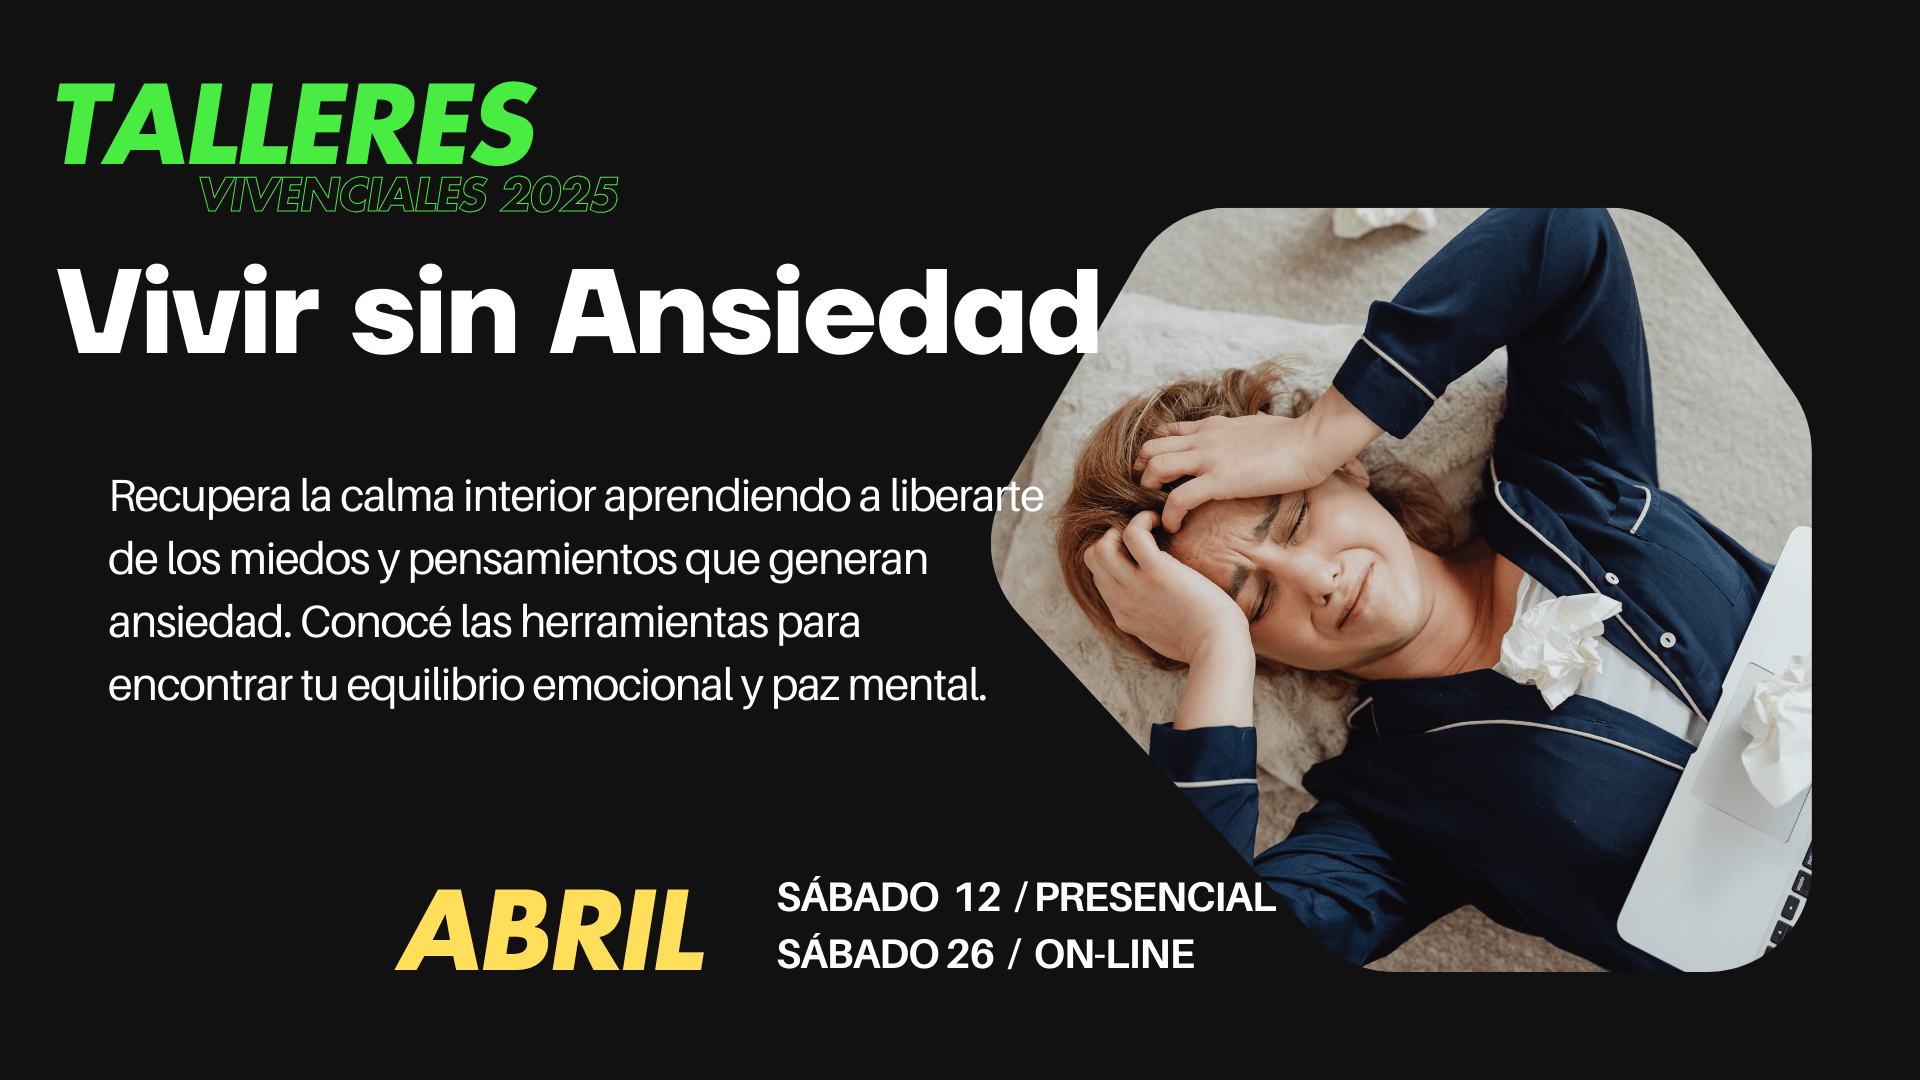 TALLERES
VIVENCIALES 2025
Vivir sin Ansiedad
Recupera la calma interior aprendiendo a liberarte
de los miedos y pensamientos que generan
ansiedad. Conocé las herramientas para
encontrar tu equilibrio emocional y paz mental.
ABRIL
SÁBADO 12 / PRESENCIAL
SÁBADO 26 / ON-LINE